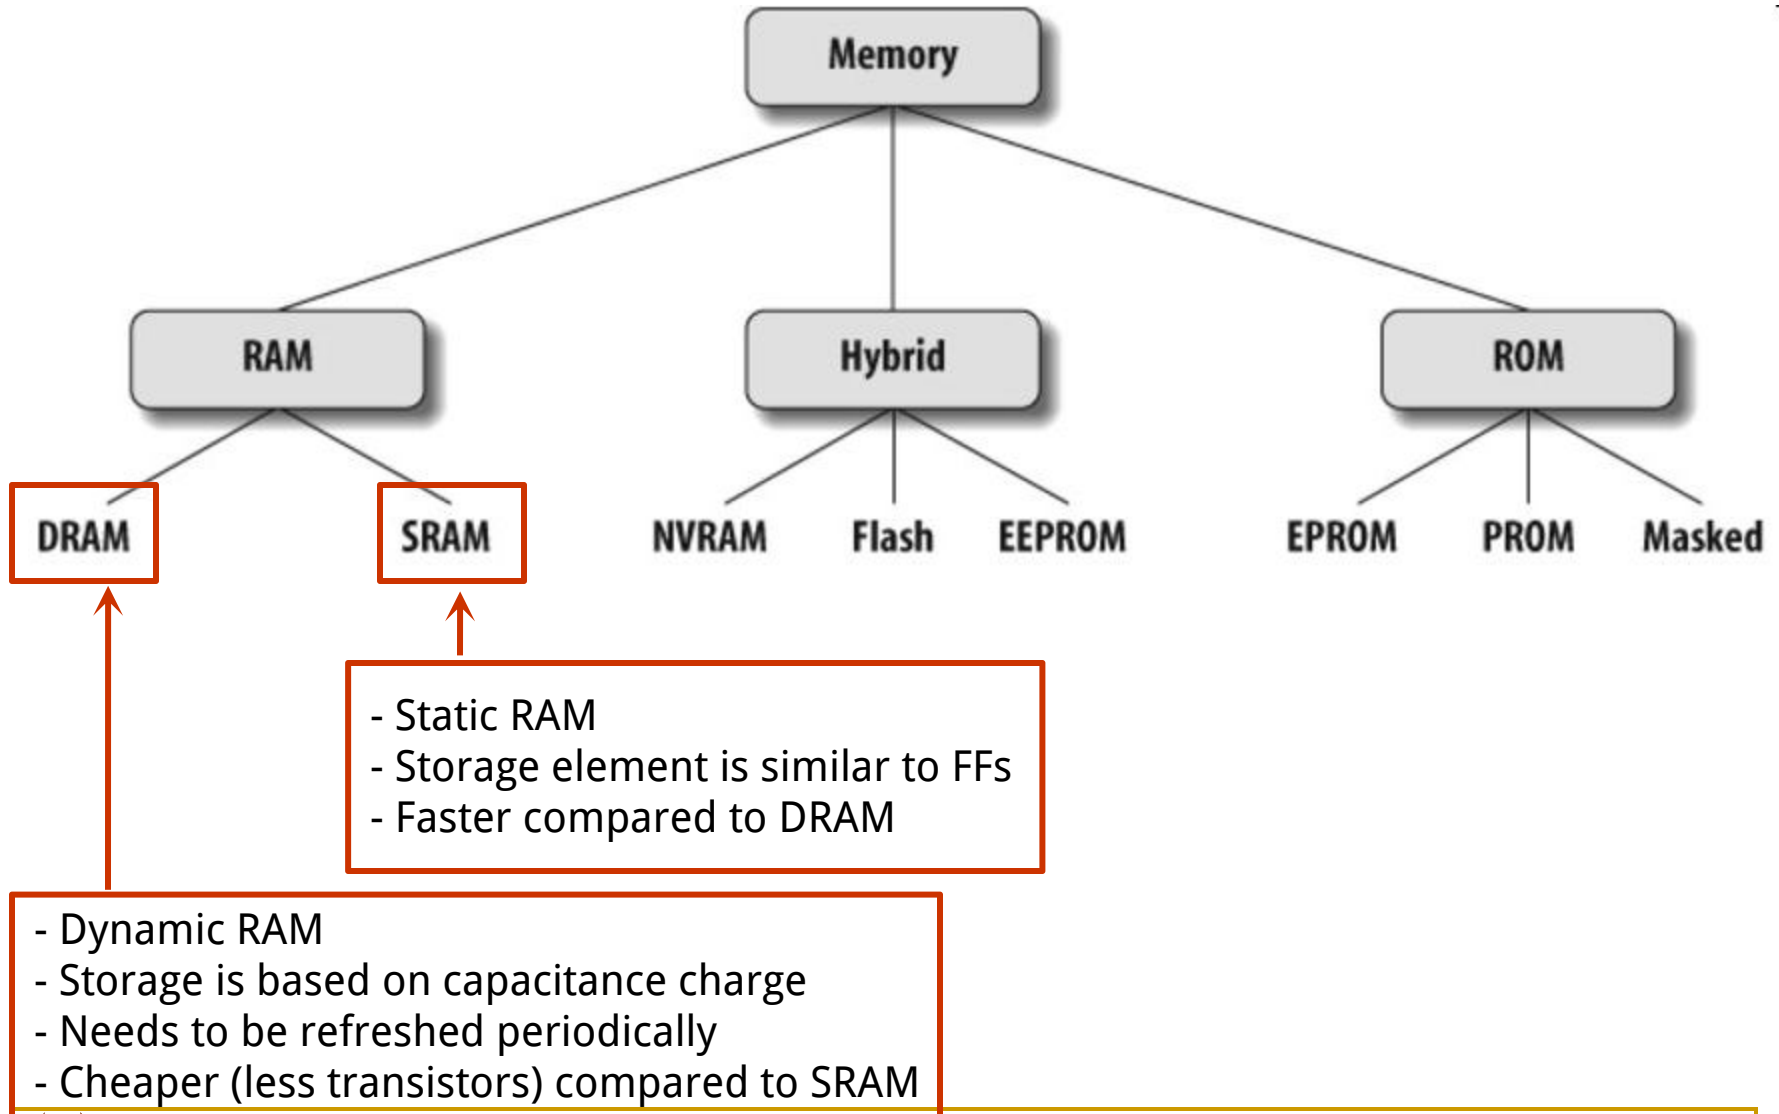 Memory
RAM
Hybrid
ROM
DRAM
SRAM
NVRAM
Flash
EEPROM
EPROM
PROM
Masked
- Static RAM
- Storage element is similar to FFs
- Faster compared to DRAM
- Dynamic RAM
- Storage is based on capacitance charge
- Needs to be refreshed periodically
- Cheaper (less transistors) compared to SRAM